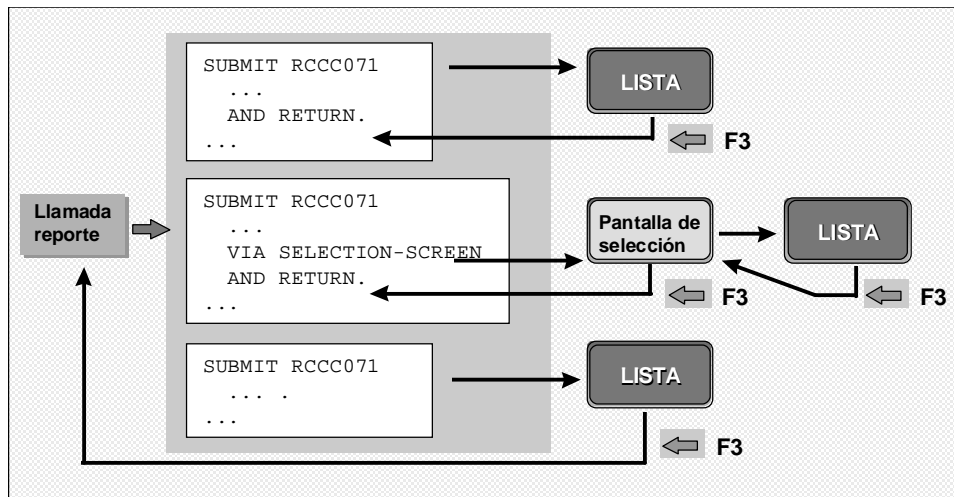 Llamada
reporte
SUBMIT RCCC071
...
AND RETURN.
...
LISTA
F3
SUBMIT RCCC071
...
VIA SELECTION-SCREEN
AND RETURN.
...
Pantalla de
selección
LISTA
F3
F3
SUBMIT RCCC071
... .
...
LISTA
F3